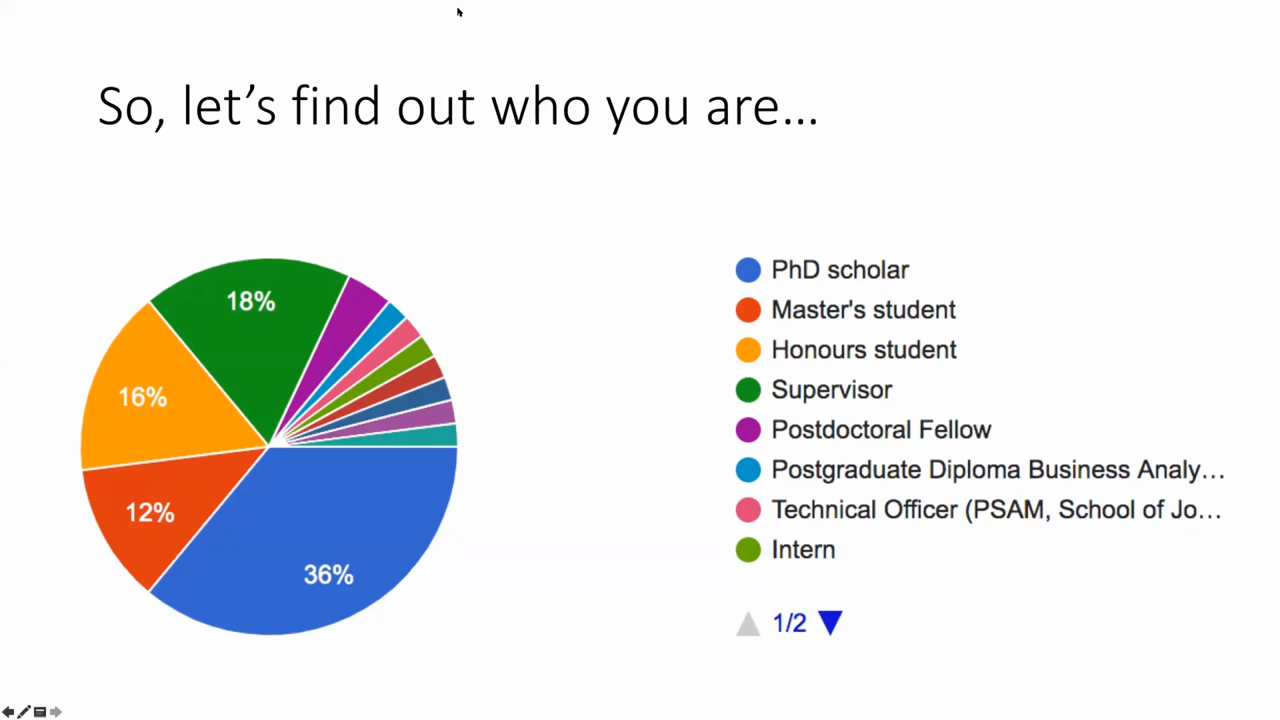 So, let's find out who you are…
18%
16%
12%
36%
PhD scholar
Master's student
Honours student
Supervisor
Postdoctoral Fellow
Postgraduate Diploma Business Analy…
Technical Officer (PSAM, School of Jo…
Intern
1/2